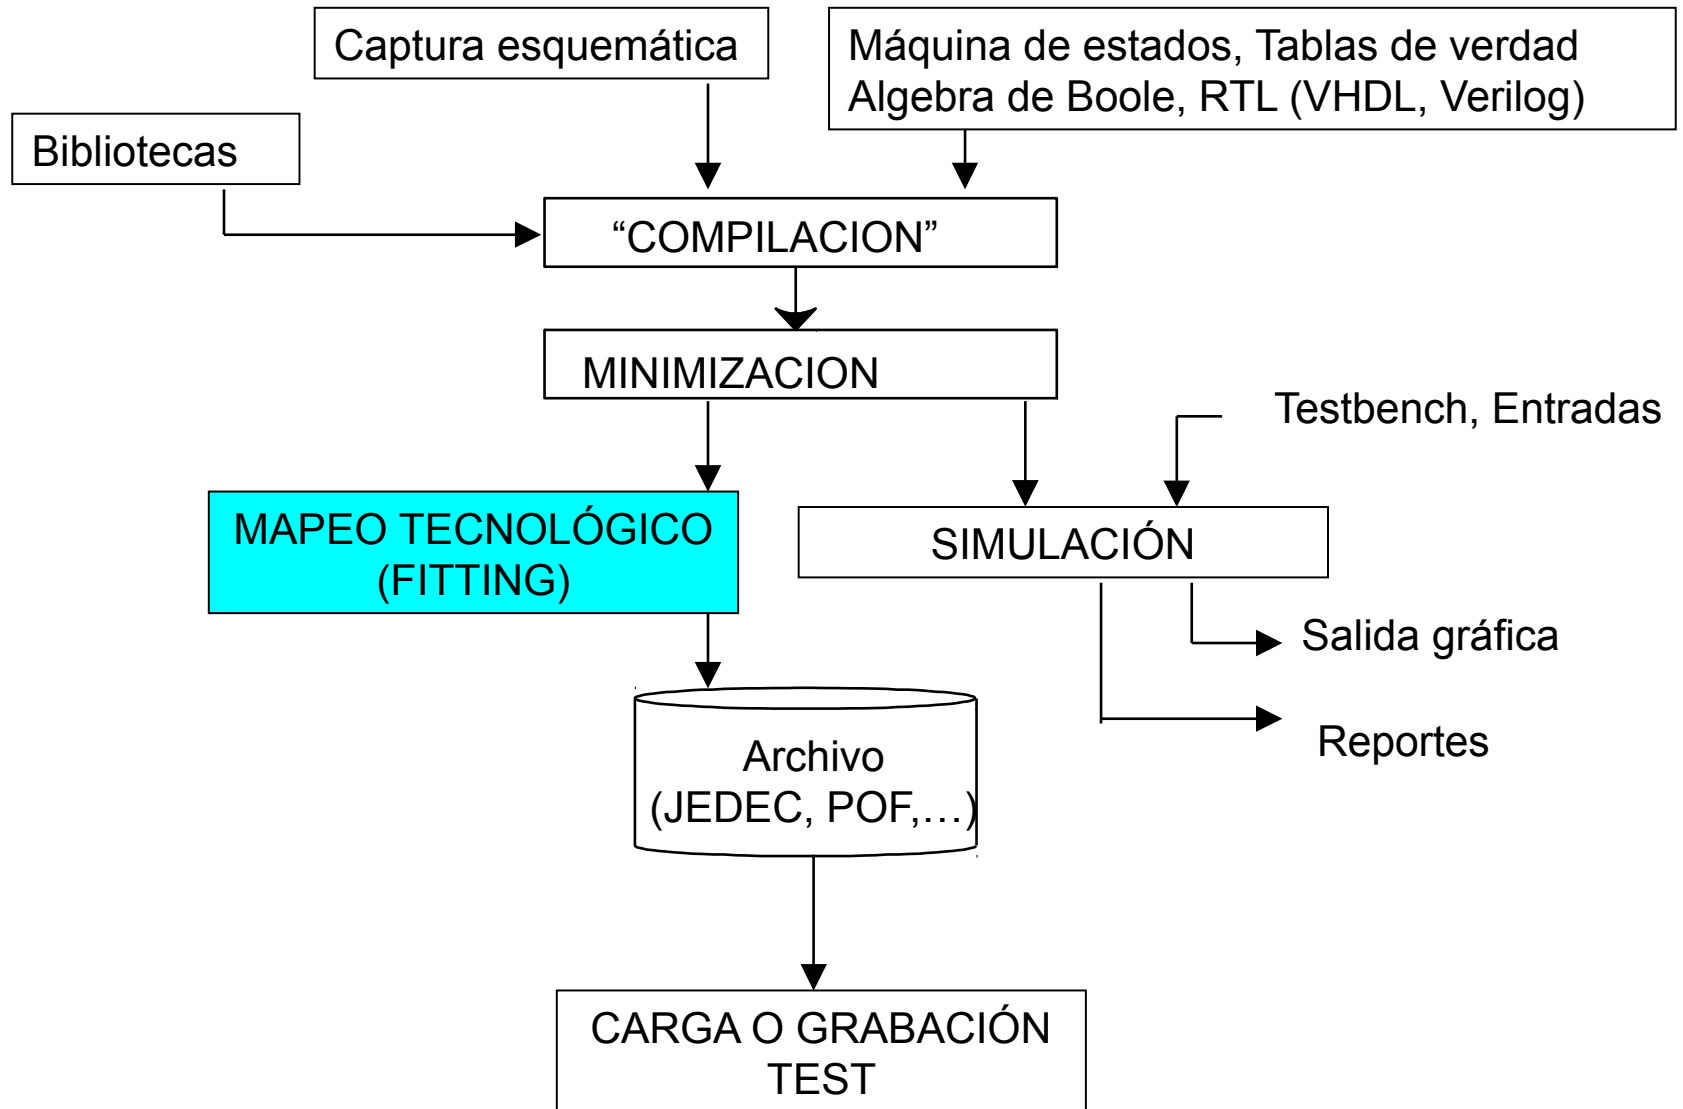 Captura esquemática
Máquina de estados, Tablas de verdad
Algebra de Boole, RTL (VHDL, Verilog)
Bibliotecas
“COMPILACION”
MINIMIZACION
Testbench, Entradas
MAPEO TECNOLÓGICO
(FITTING)
SIMULACIÓN
Salida gráfica
Reportes
Archivo
(JEDEC, POF,…)
CARGA O GRABACIÓN
TEST